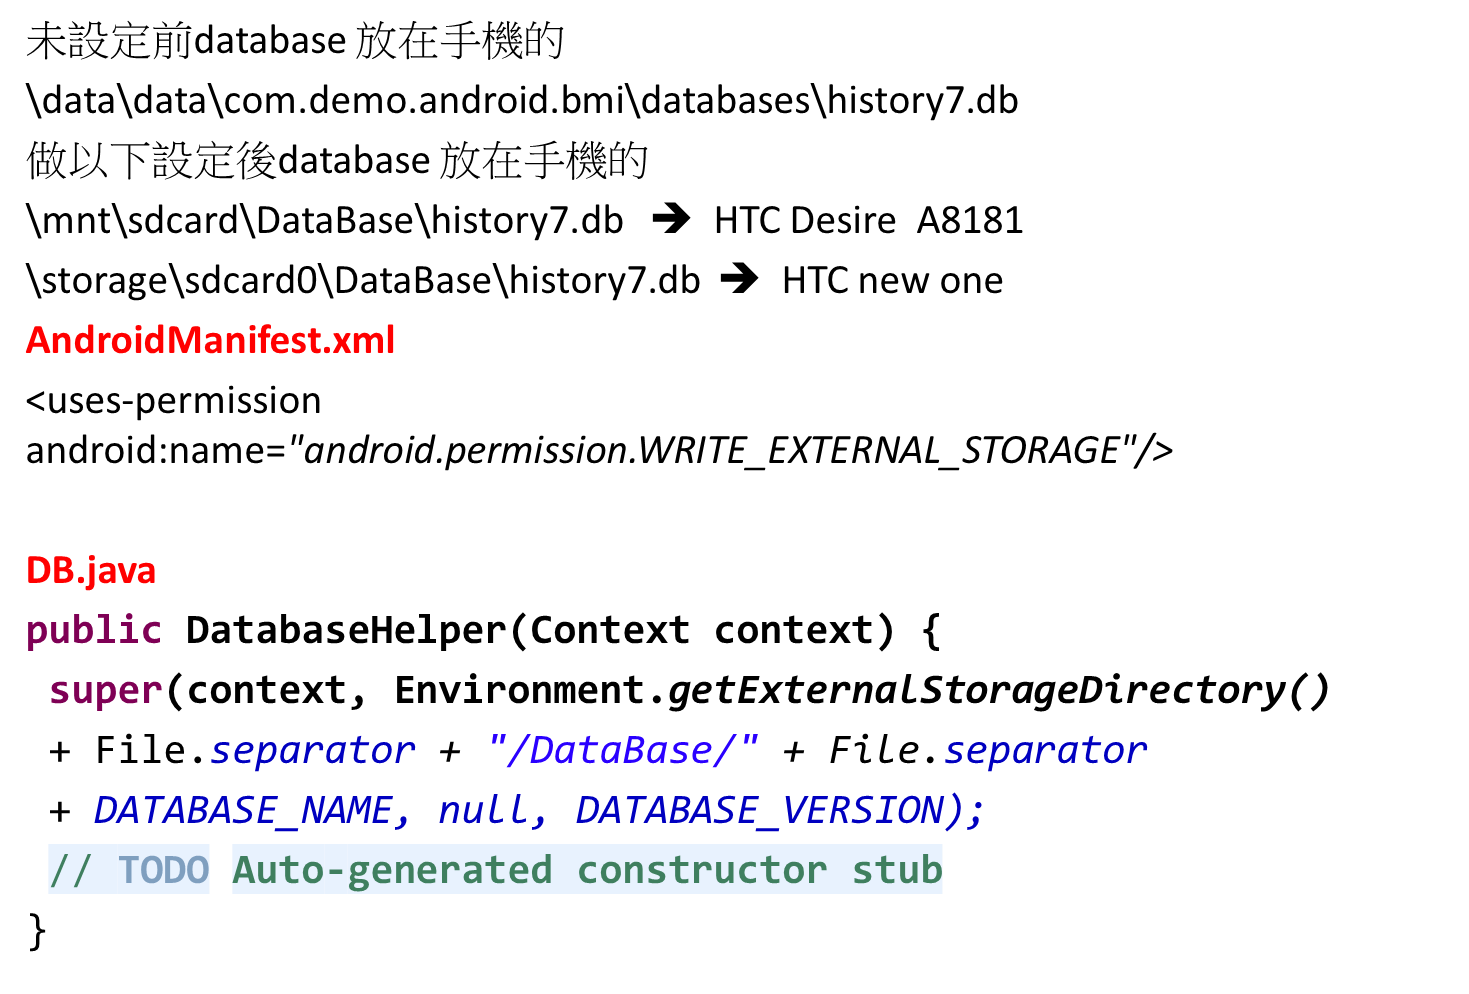 未設定前database 放在手機的
\data\data\com.demo.android.bmi\databases\history7.db
做以下設定後database 放在手機的
\mnt\sdcard\DataBase\history7.db ➔ HTC Desire A8181
\storage\sdcard0\DataBase\history7.db ➔ HTC new one
AndroidManifest.xml
<uses-permission
android:name="android.permission.WRITE_EXTERNAL_STORAGE"/>
DB.java
public DatabaseHelper(Context context) {
super(context, Environment.getExternalStorageDirectory()
+ File.separator + "/DataBase/" + File.separator
+ DATABASE_NAME, null, DATABASE_VERSION);
// TODO Auto-generated constructor stub
}